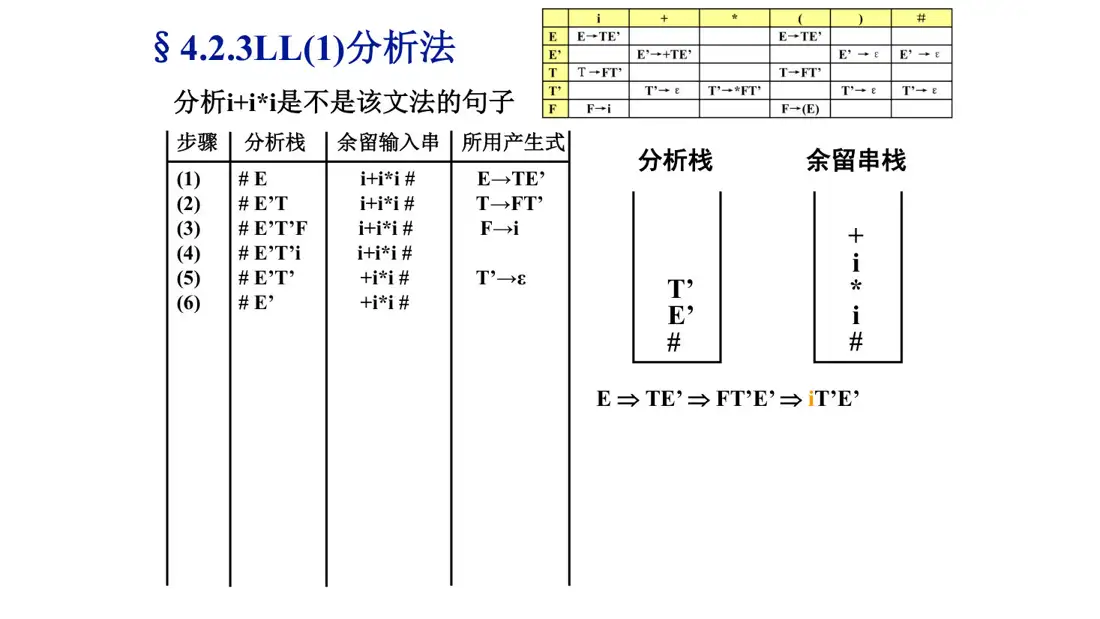 §4.2.3LL(1)分析法
i + * ( ) #
E E→TE’ E→TE’
E’ E’→+TE’ E’→ε E’→ε
T T→FT’ T→FT’
T’ T’→ε T’→*FT’ T’→ε T’→ε
F F→i F→(E)
分析i+i*i是不是该文法的句子
步骤 分析栈 余留输入串 所用产生式
(1) # E i+i*i # E→TE’
(2) # E’T i+i*i # T→FT’
(3) # E’T’F i+i*i # F→i
(4) # E’T’i i+i*i #
(5) # E’T’ +i*i # T’→ε
(6) # E’ +i*i #
分析栈 余留串栈
+
i
T’ *
E’ i
# #
E ⇒ TE’ ⇒ FT’E’ ⇒ iT’E’